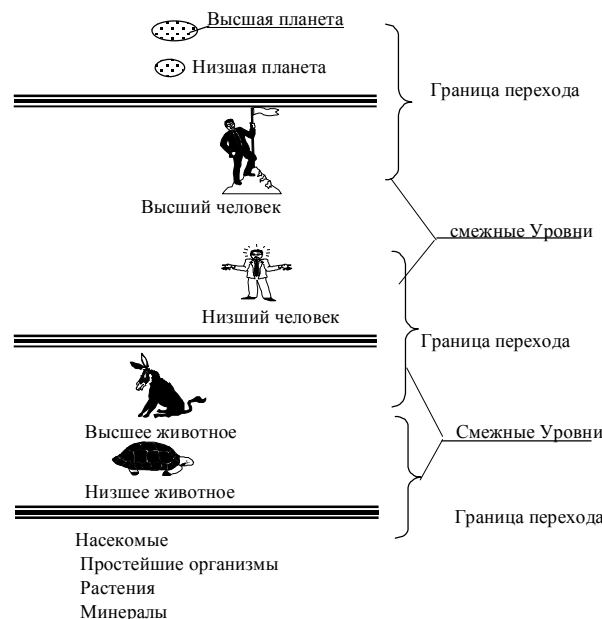 Высшая планета
Низшая планета
Граница перехода
Высший человек
смежные Уровни
Низший человек
Граница перехода
Высшее животное
Смежные Уровни
Низшее животное
Граница перехода
Насекомые
Простейшие организмы
Растения
Минералы